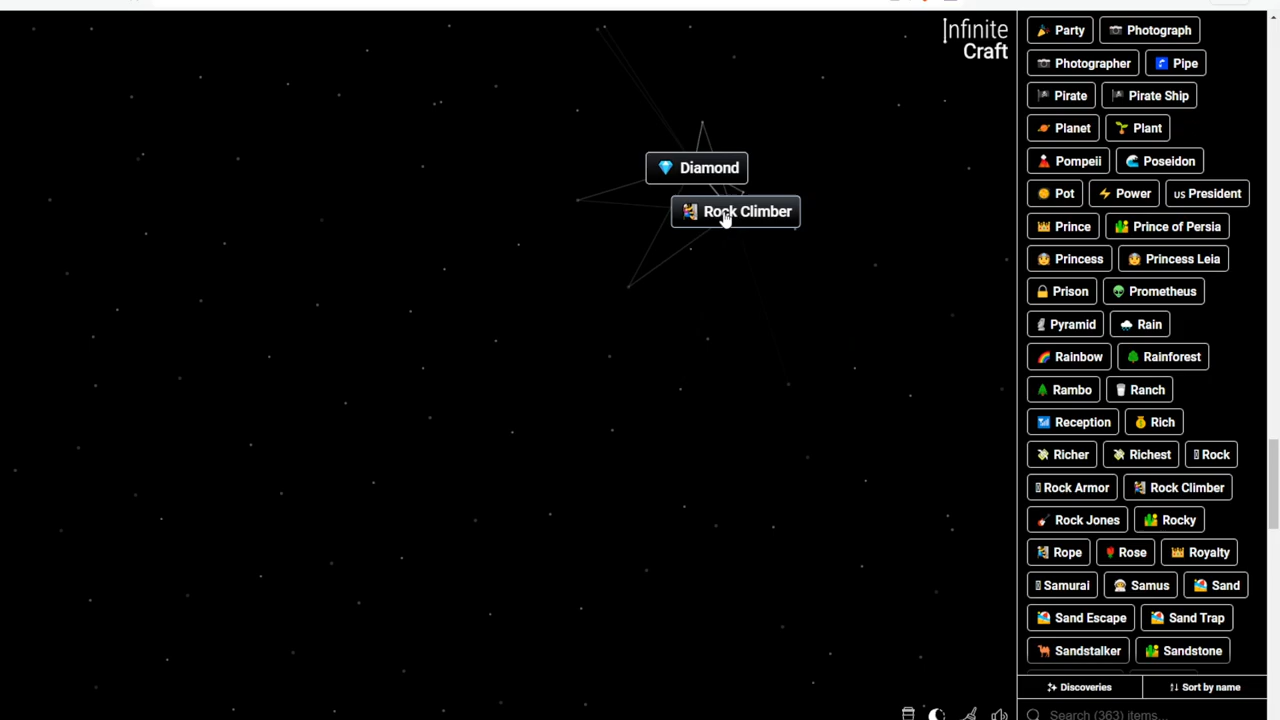 Infinite
Craft
Diamond
Rock Climber
Party Photograph
Photographer Pipe
Pirate Pirate Ship
Planet Plant
Pompeii Poseidon
Pot Power us President
Prince Prince of Persia
Princess Princess Leia
Prison Prometheus
Pyramid Rain
Rainbow Rainforest
Rambo Ranch
Reception Rich
Richer Richest Rock
Rock Armor Rock Climber
Rock Jones Rocky
Rope Rose Royalty
Samurai Samus Sand
Sand Escape Sand Trap
Sandstalker Sandstone
Discoveries Sort by name
Search (363) items...